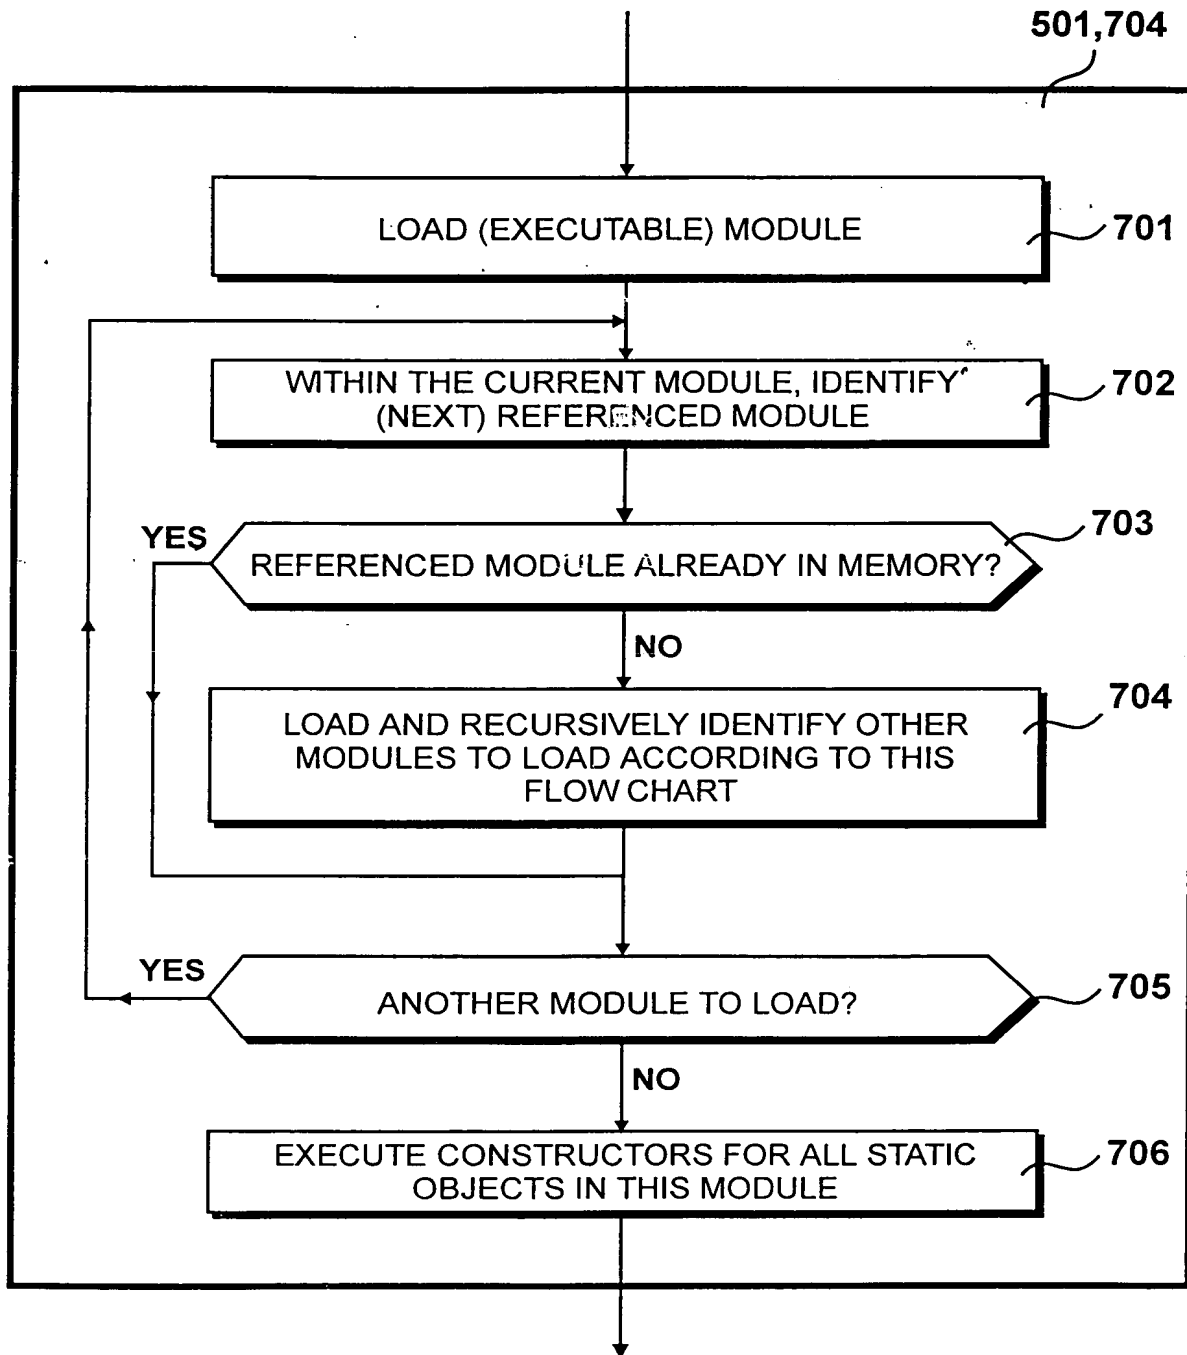 501,704
LOAD (EXECUTABLE) MODULE
701
WITHIN THE CURRENT MODULE, IDENTIFY
(NEXT) REFERENCED MODULE
702
703
YES
REFERENCED MODULE ALREADY IN MEMORY?
NO
704
LOAD AND RECURSIVELY IDENTIFY OTHER
MODULES TO LOAD ACCORDING TO THIS
FLOW CHART
YES
ANOTHER MODULE TO LOAD?
705
NO
EXECUTE CONSTRUCTORS FOR ALL STATIC
OBJECTS IN THIS MODULE
706